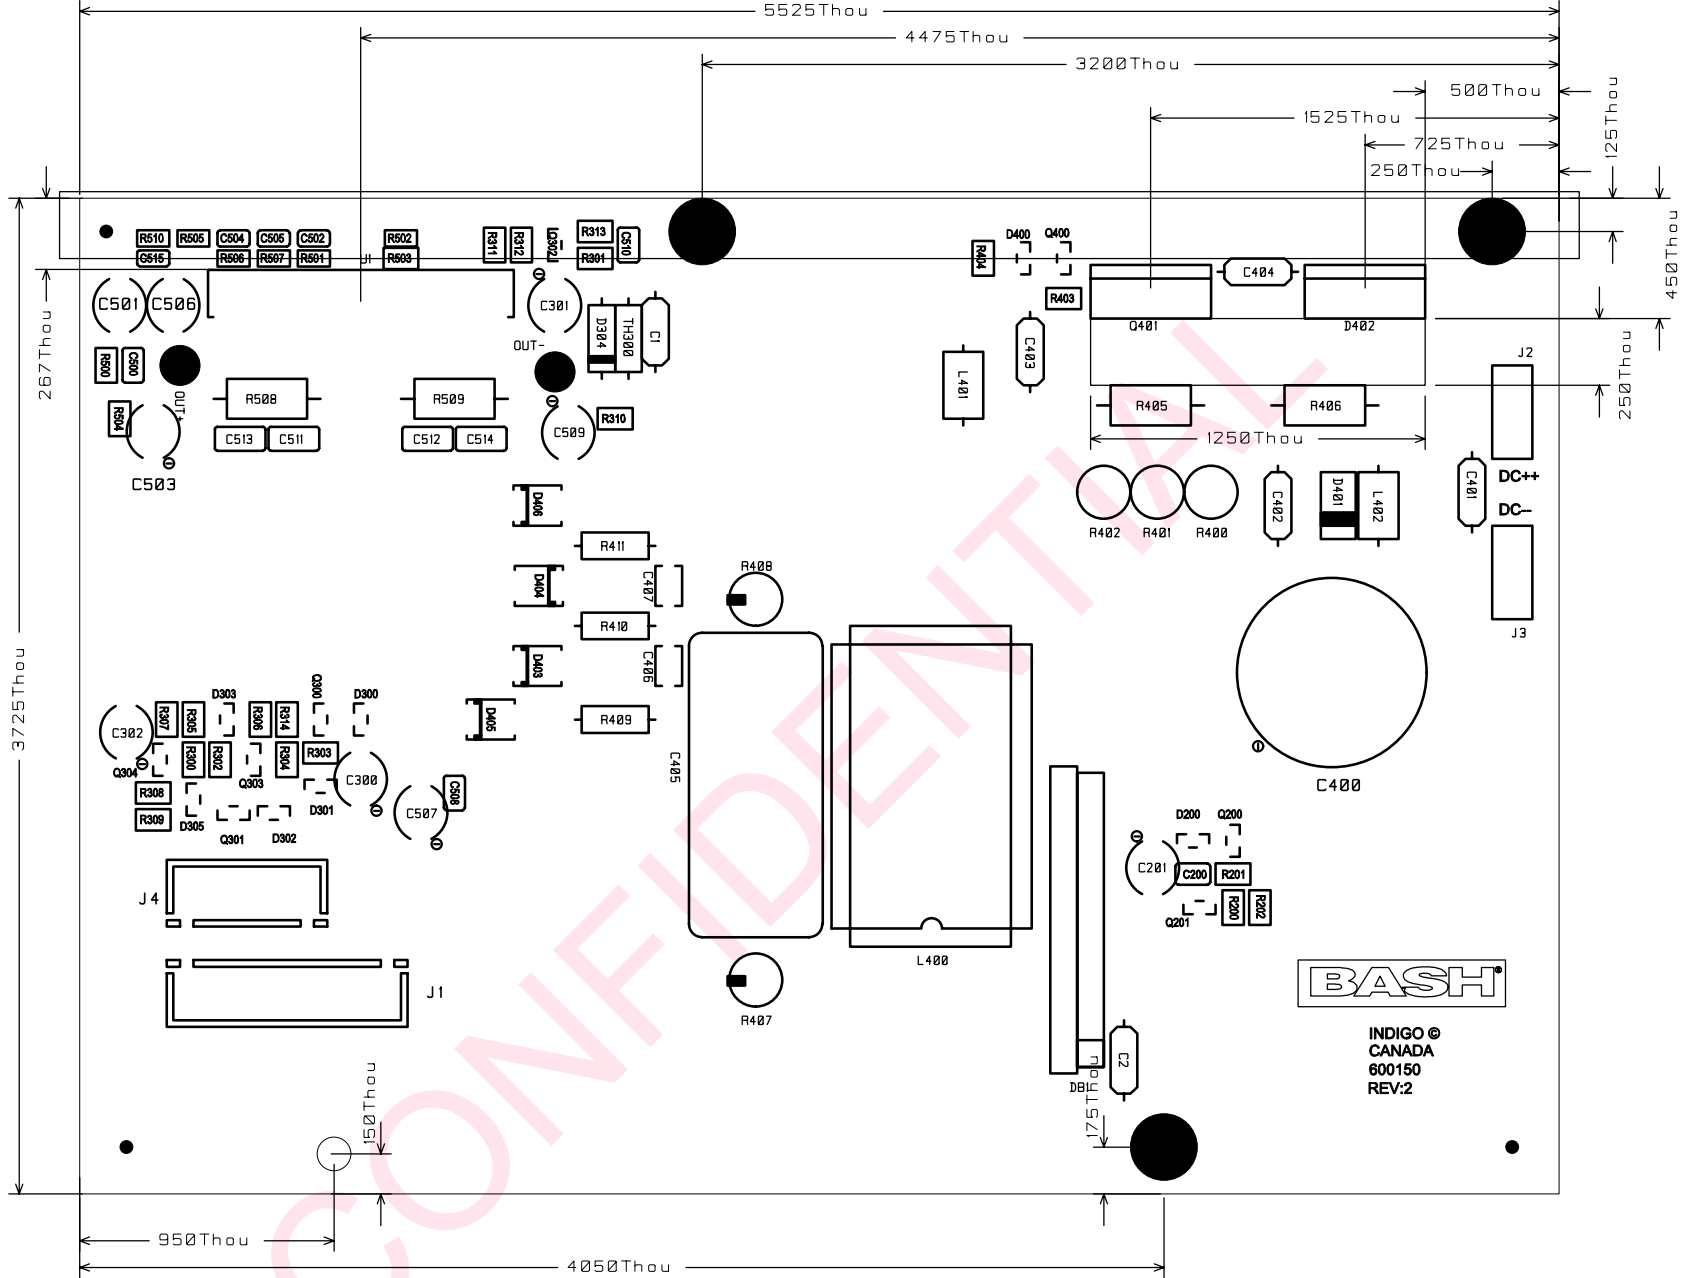 5525Thou
4475Thou
3200Thou
500Thou
1525Thou
725Thou
250Thou
125Thou
450Thou
250Thou
267Thou
3725Thou
R510 R505 C504 C505 C502 R502
C515 R506 R507 R501 J1 R503
R311 R312 Q302 R313 R301 C510
R404 D400 Q400 R403
C404
Q401 D402
C501 C506 C301 D304 TH300 C1
OUT- OUT+
R500 C500 R504
R508 R509
C513 C511 C512 C514
C503 C509 R310
L401 C403
R405 R406
1250Thou
J2
DC++
DC--
J3
C401
R402 R401 R400 C402 D401 L402
D406
R411
D404 C407
R408
R410
D403 C406
D405 R409
C405
L400
R407
C400
D303 Q300 D300
C302 R307 R305 R306 R314
Q304 R300 R302 Q303 R304 R303 C300
R308 R309 D305 Q301 D302 D301
C507 C508
J4
J1
D200 Q200
C201 C200 R201
Q201 R200 R202
DB1 C2
BASH®
INDIGO ©
CANADA
600150
REV:2
150Thou
175Thou
950Thou
4050Thou
CONFIDENTIAL